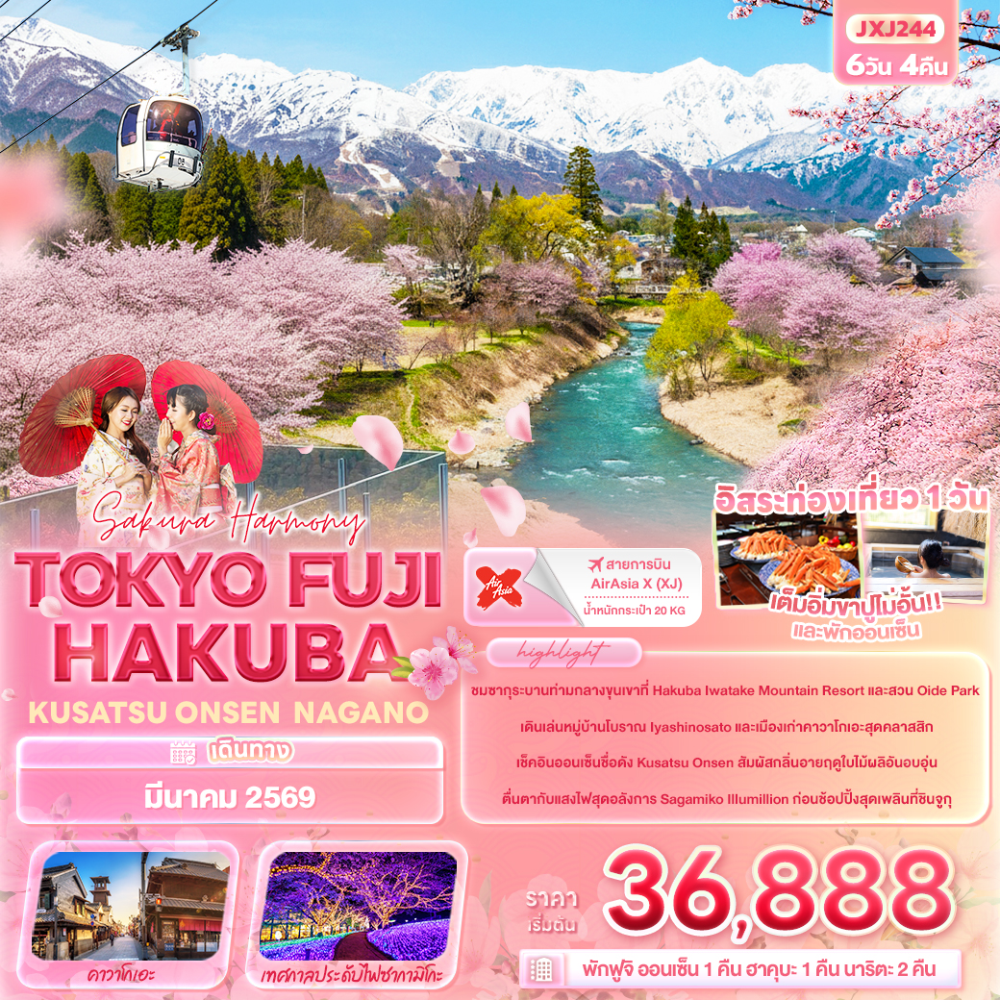 JXJ244
6วัน 4คืน
Sakura Harmony
TOKYO FUJI
HAKUBA
KUSATSU ONSEN NAGANO
เดินทาง
มีนาคม 2569
Air Asia X
สายการบิน
AirAsia X (XJ)
น้ำหนักกระเป๋า 20 KG
อิสระท่องเที่ยว 1 วัน
เต็มอิ่มขาปูไม่อั้น!!
และพักออนเซ็น
highlight
ชมซากุระบานท่ามกลางขุนเขาที่ Hakuba Iwatake Mountain Resort และสวน Oide Park
เดินเล่นหมู่บ้านโบราณ Iyashinosato และเมืองเก่าคาวาโกเอะสุดคลาสสิก
เช็คอินออนเซ็นชื่อดัง Kusatsu Onsen สัมผัสกลิ่นอายฤดูใบไม้ผลิอันอบอุ่น
ตื่นตากับแสงไฟสุดอลังการ Sagamiko Illumillion ก่อนช้อปปิ้งสุดเพลินที่ชินจูกุ
คาวาโกเอะ
เทศกาลประดับไฟซากามิโกะ
ราคา
เริ่มต้น
36,888
พักฟูจิ ออนเซ็น 1 คืน ฮาคุบะ 1 คืน นาริตะ 2 คืน